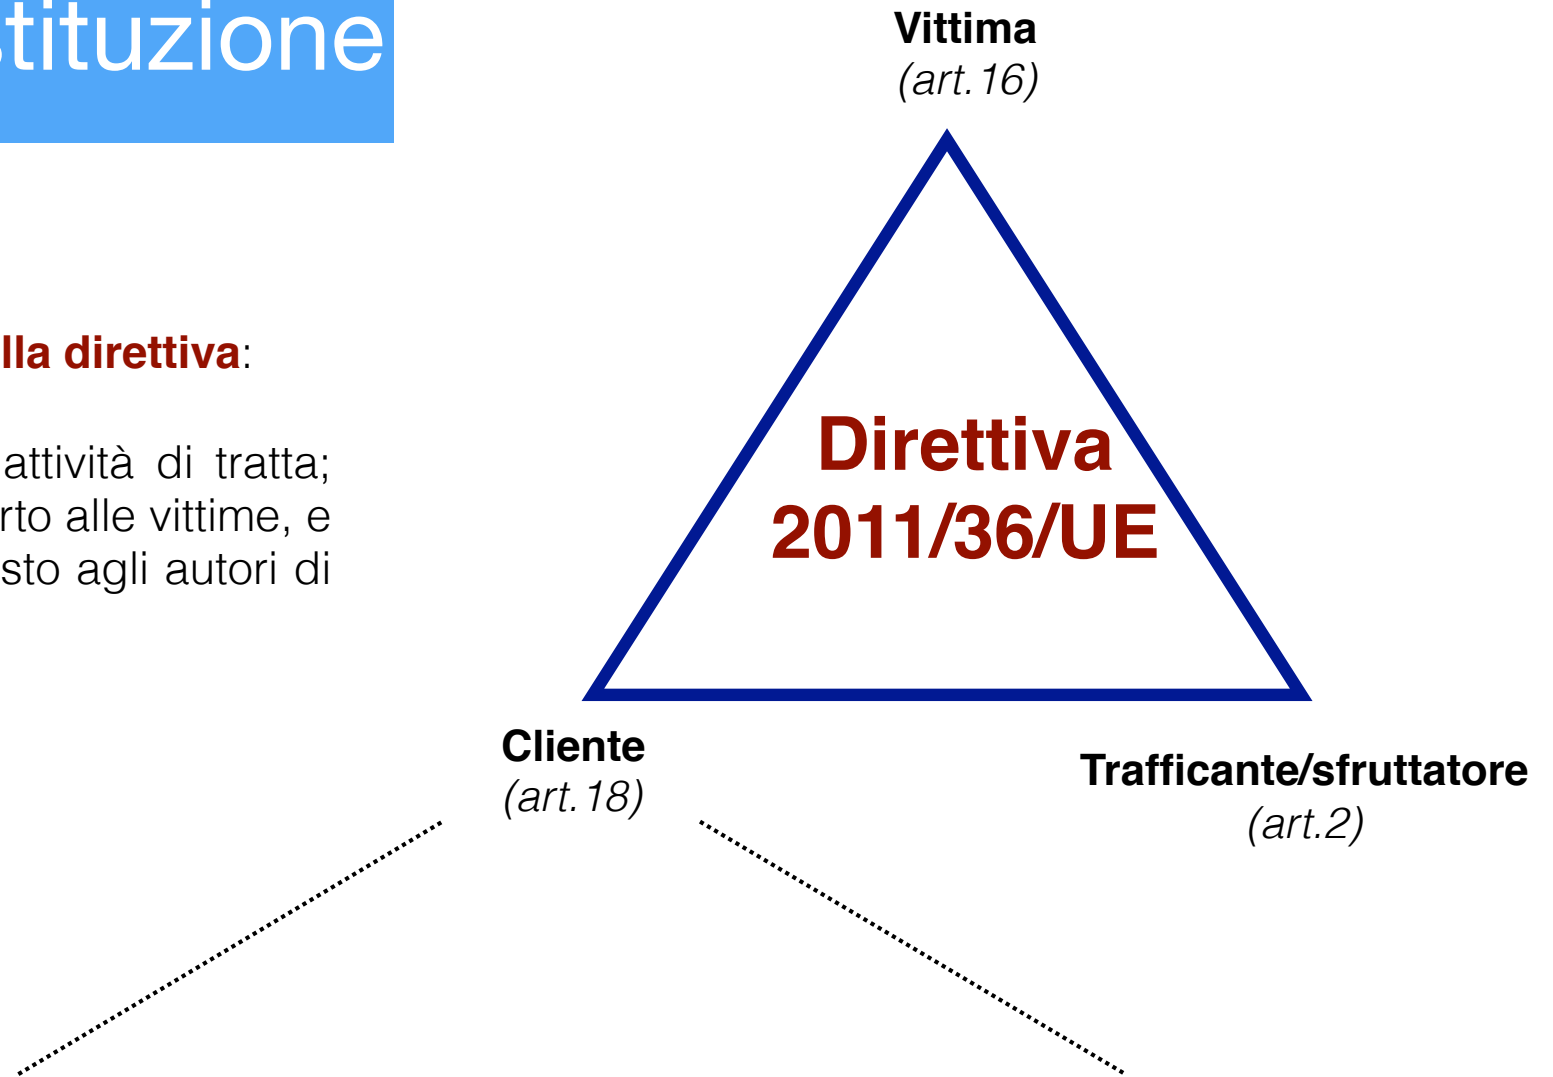 stituzione
lla direttiva:
attività di tratta;
rto alle vittime, e
sto agli autori di
Vittima
(art.16)
Direttiva
2011/36/UE
Cliente
(art.18)
Trafficante/sfruttatore
(art.2)